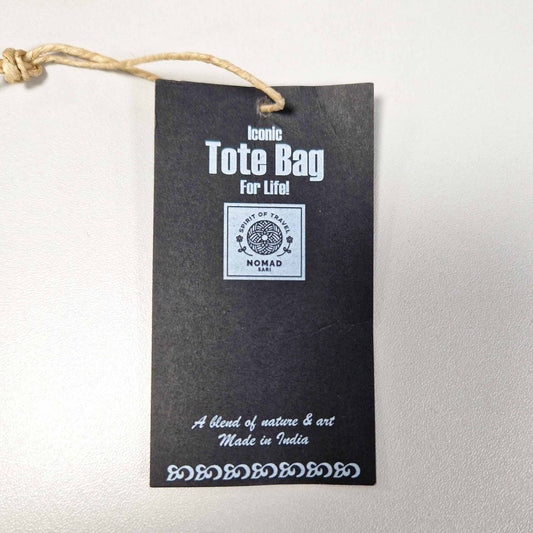 Iconic
Tote Bag
For Life!
SPIRIT OF TRAVEL
NOMAD
SARI
A blend of nature & art
Made in India